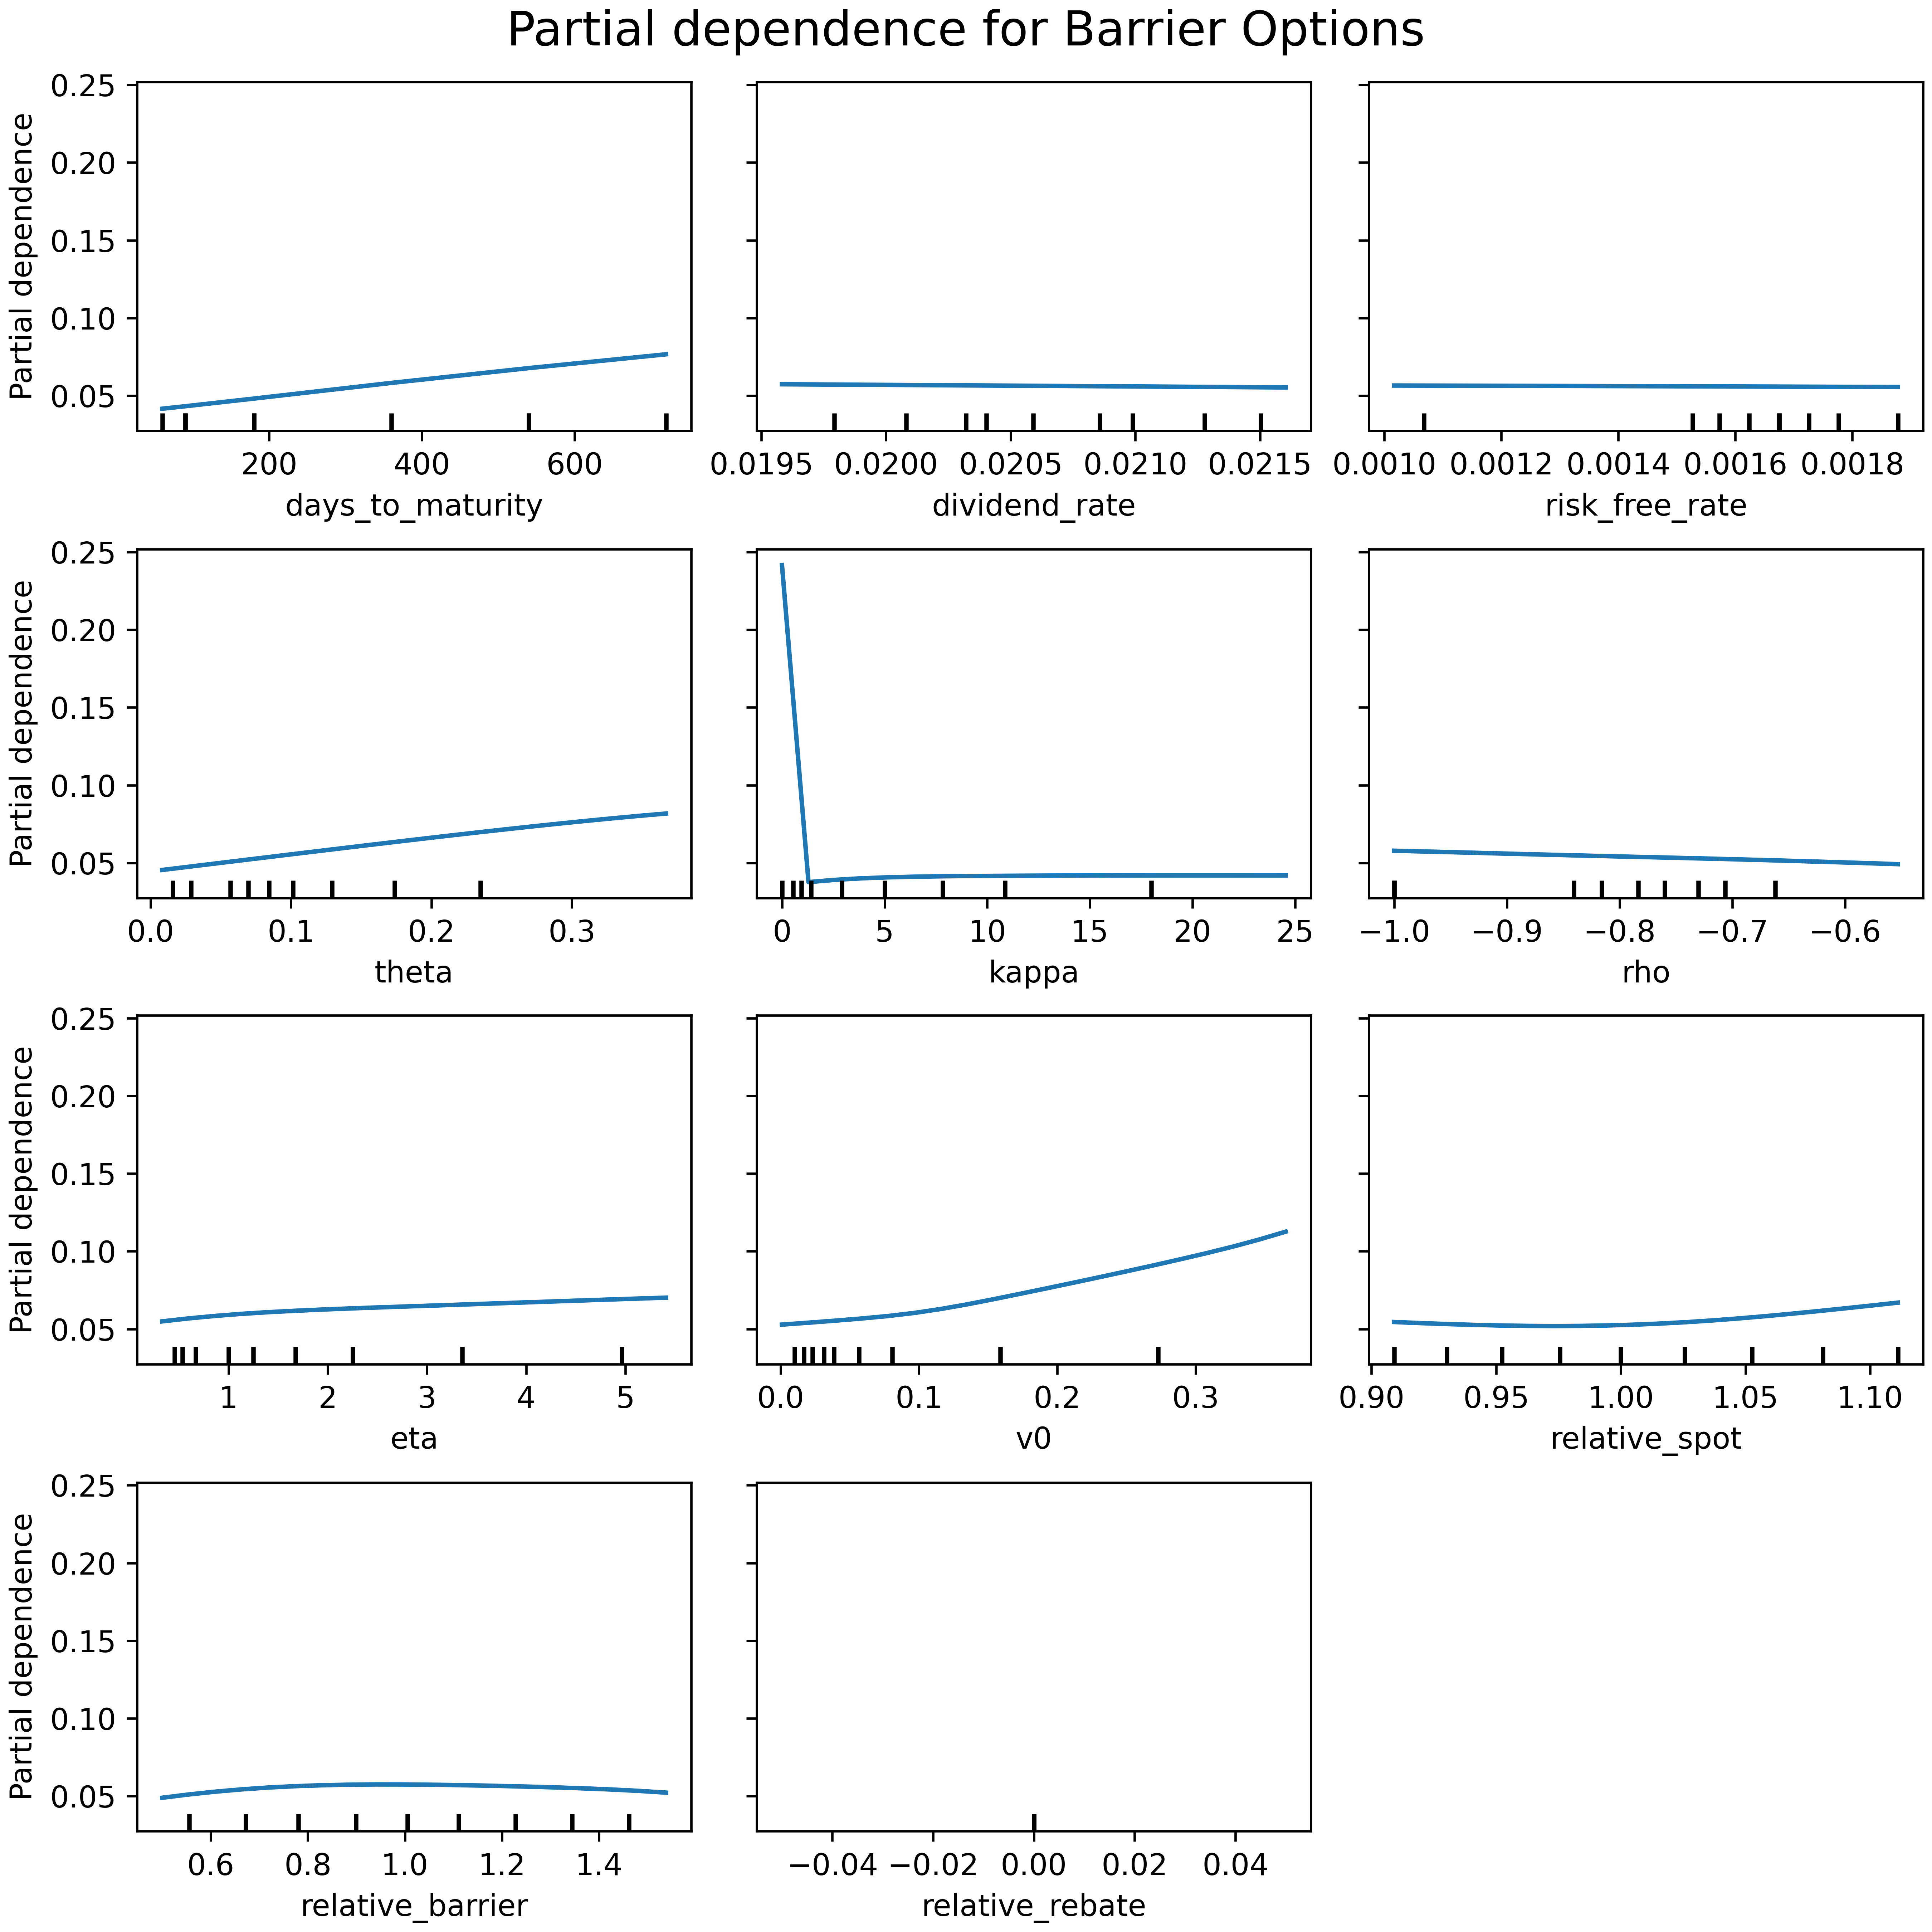 Partial dependence for Barrier Options
0.25
0.20
0.15
0.10
0.05
Partial dependence
200 400 600
days_to_maturity
0.0195 0.0200 0.0205 0.0210 0.0215
dividend_rate
0.0010 0.0012 0.0014 0.0016 0.0018
risk_free_rate
0.25
0.20
0.15
0.10
0.05
Partial dependence
0.0 0.1 0.2 0.3
theta
0 5 10 15 20 25
kappa
−1.0 −0.9 −0.8 −0.7 −0.6
rho
0.25
0.20
0.15
0.10
0.05
Partial dependence
1 2 3 4 5
eta
0.0 0.1 0.2 0.3
v0
0.90 0.95 1.00 1.05 1.10
relative_spot
0.25
0.20
0.15
0.10
0.05
Partial dependence
0.6 0.8 1.0 1.2 1.4
relative_barrier
−0.04 −0.02 0.00 0.02 0.04
relative_rebate